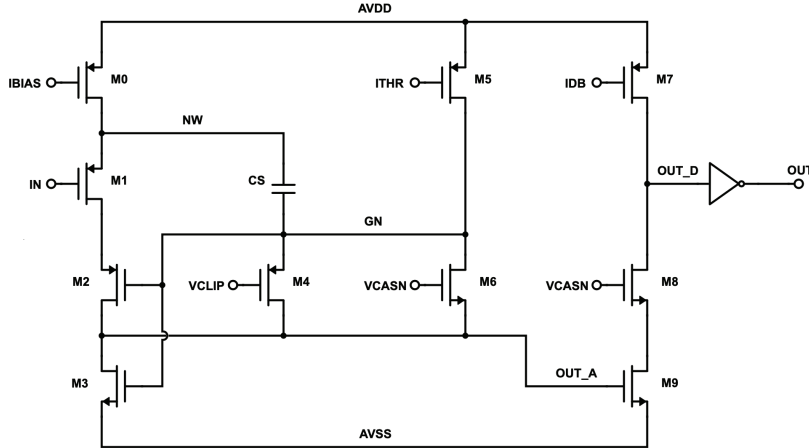 AVDD
IBIAS M0 ITHR M5 IDB M7
NW
IN M1 CS OUT_D OUT
GN
M2 VCLIP M4 VCASN M6 VCASN M8
M3 OUT_A M9
AVSS